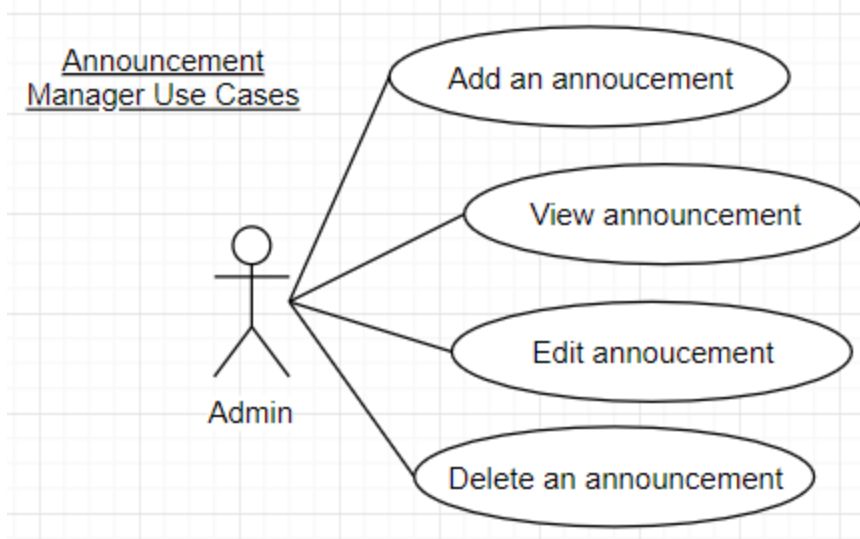 Announcement
Manager Use Cases
Add an annoucement
View announcement
Edit annoucement
Admin
Delete an announcement